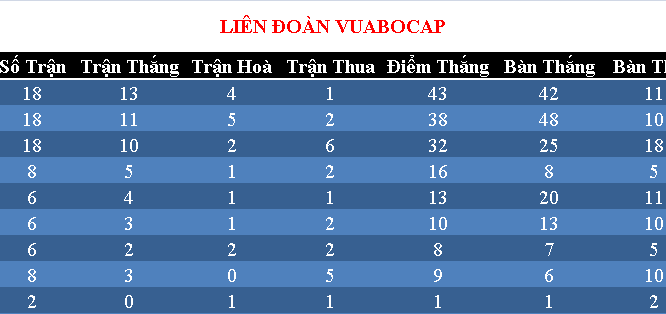 LIÊN ĐOÀN VUABOCAP
Số Trận Trận Thắng Trận Hoà Trận Thua Điểm Thắng Bàn Thắng Bàn
18 13 4 1 43 42 11
18 11 5 2 38 48 10
18 10 2 6 32 25 18
8 5 1 2 16 8 5
6 4 1 1 13 20 11
6 3 1 2 10 13 10
6 2 2 2 8 7 5
8 3 0 5 9 6 10
2 0 1 1 1 1 2